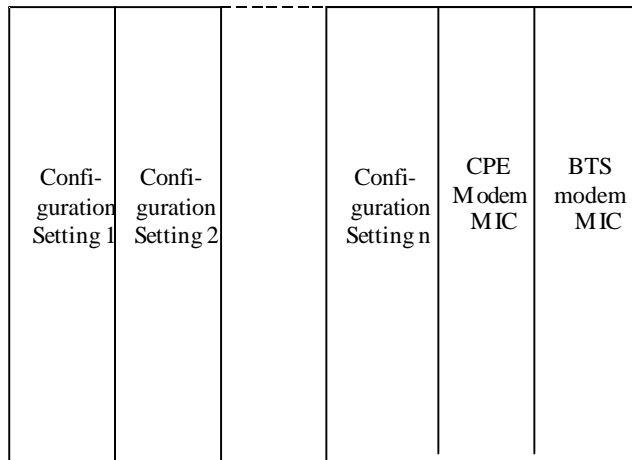 Confi-
guration
Setting 1
Confi-
guration
Setting 2
Confi-
guration
Setting n
CPE
Modem
MIC
BTS
modem
MIC